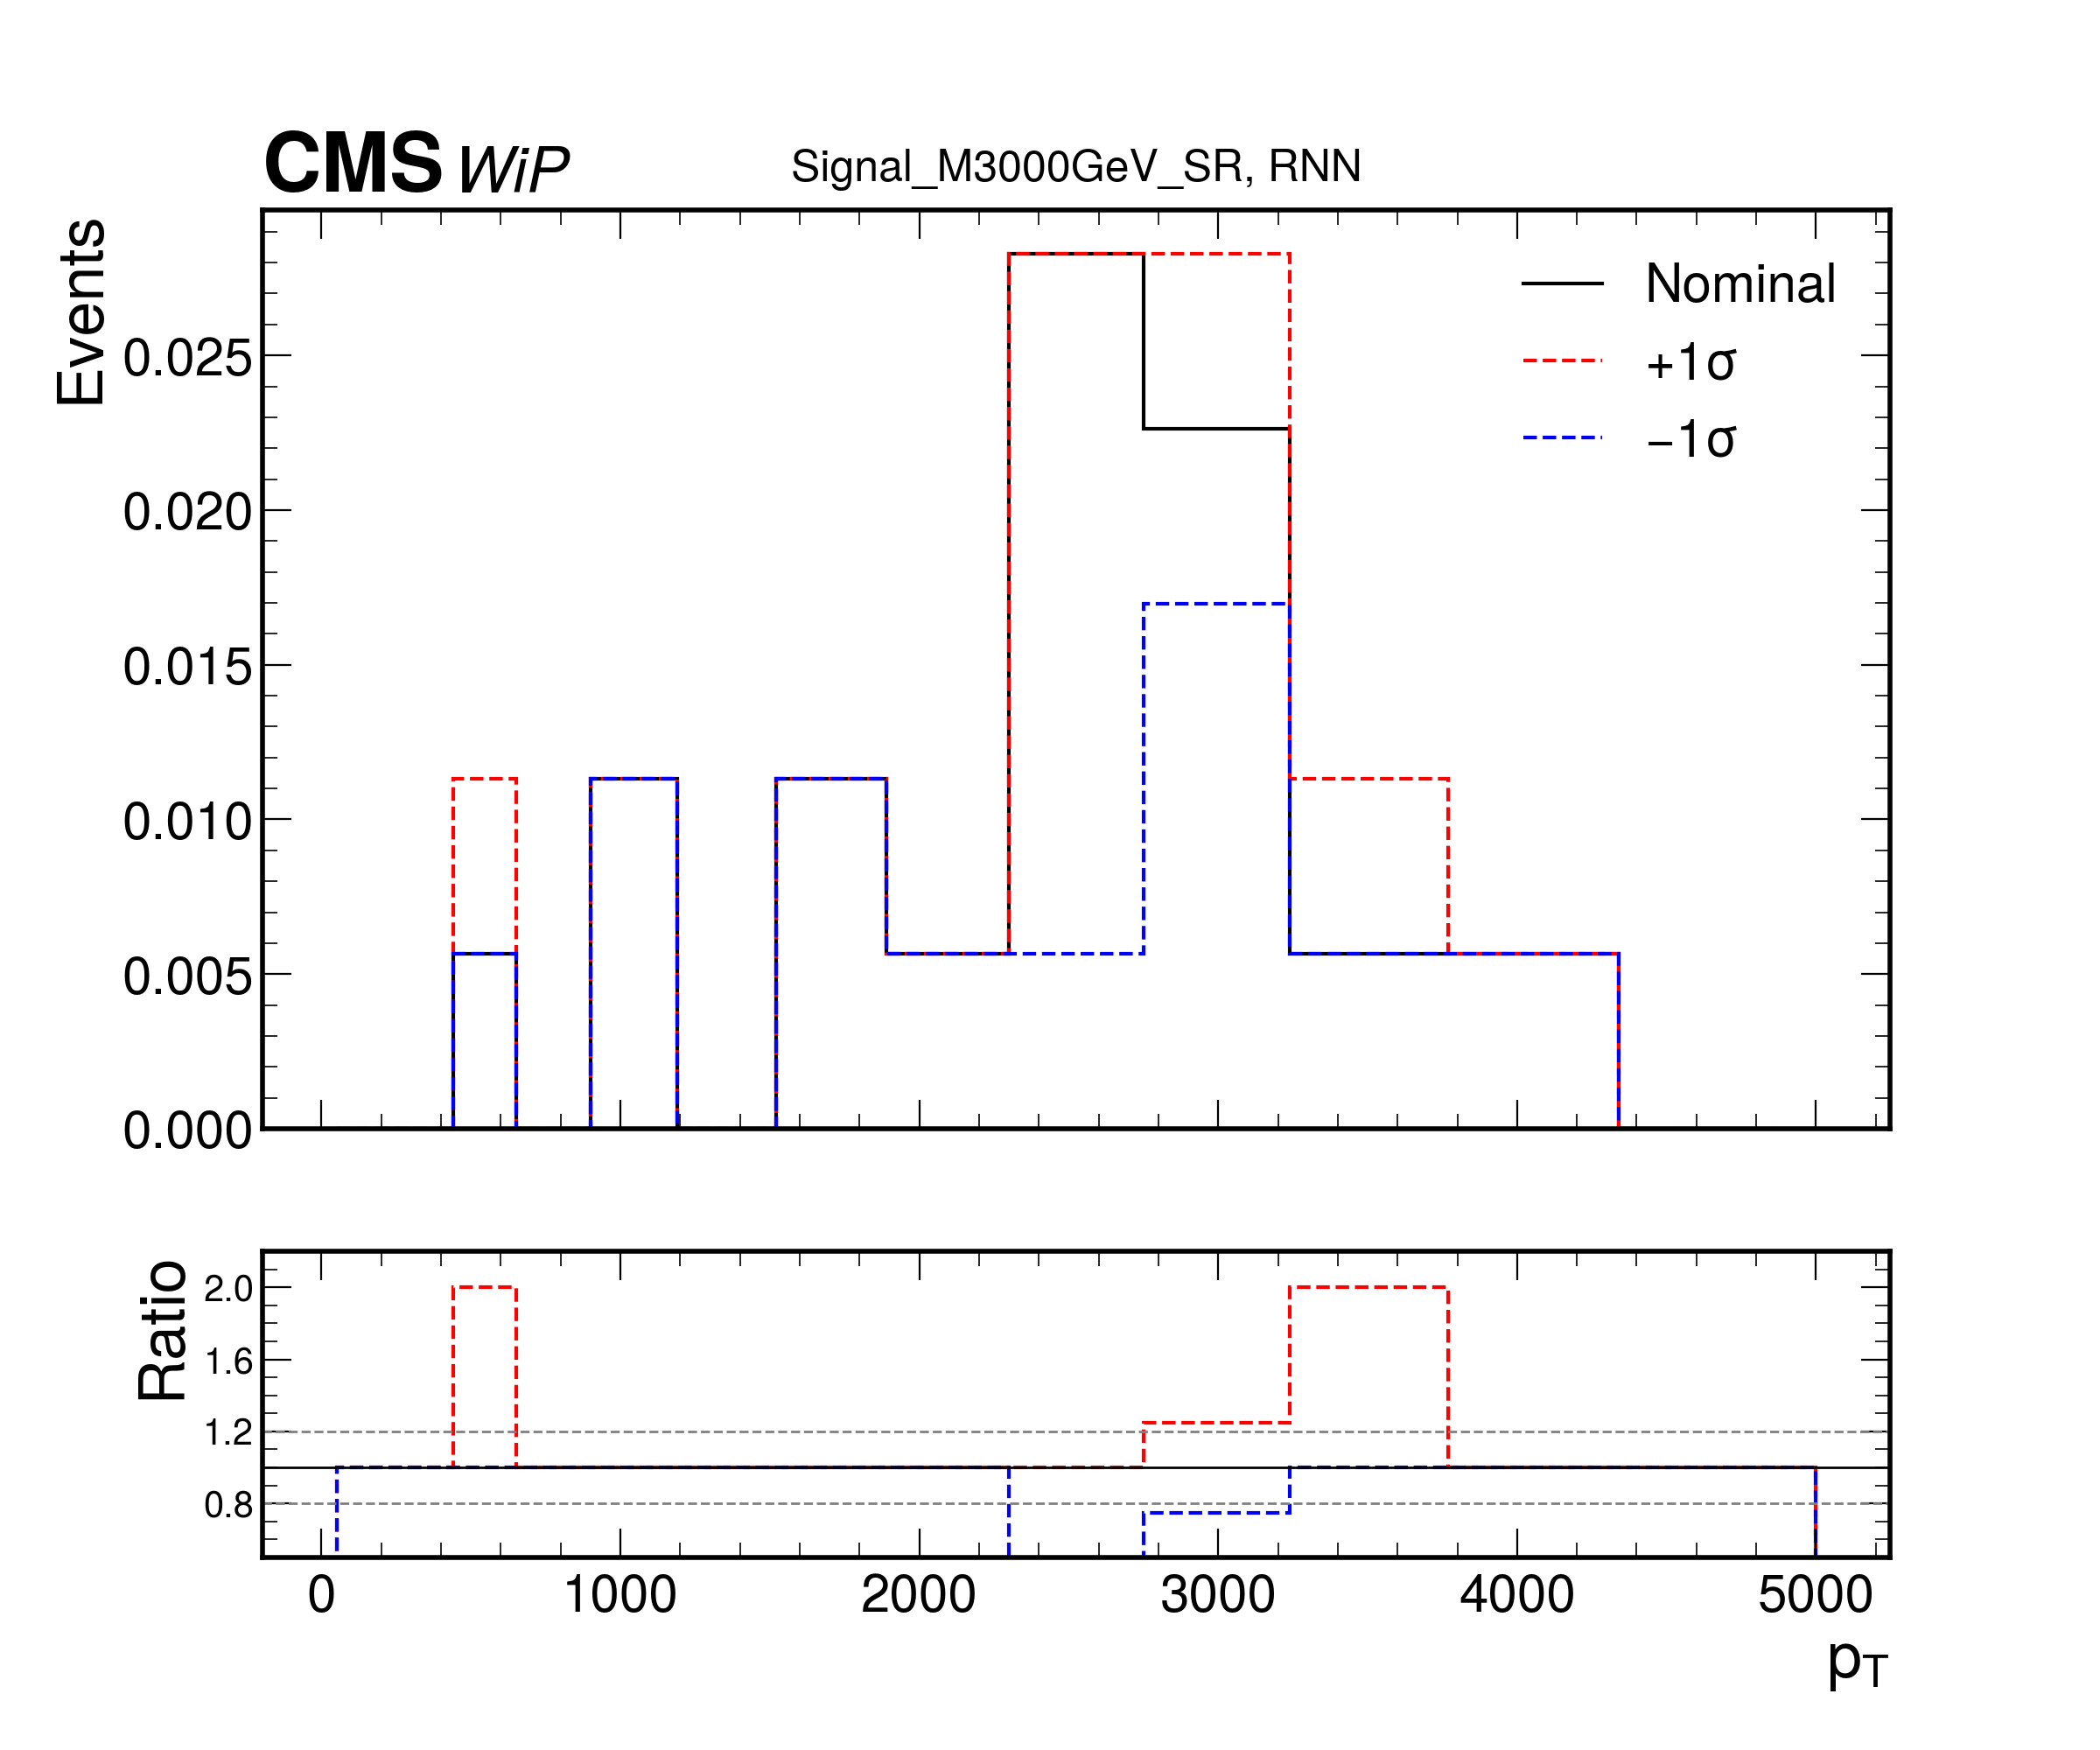 CMS WiP Signal_M3000GeV_SR, RNN
Events
0.025
0.020
0.015
0.010
0.005
0.000
Nominal
+1σ
−1σ
Ratio
2.0
1.6
1.2
0.8
0 1000 2000 3000 4000 5000
pT